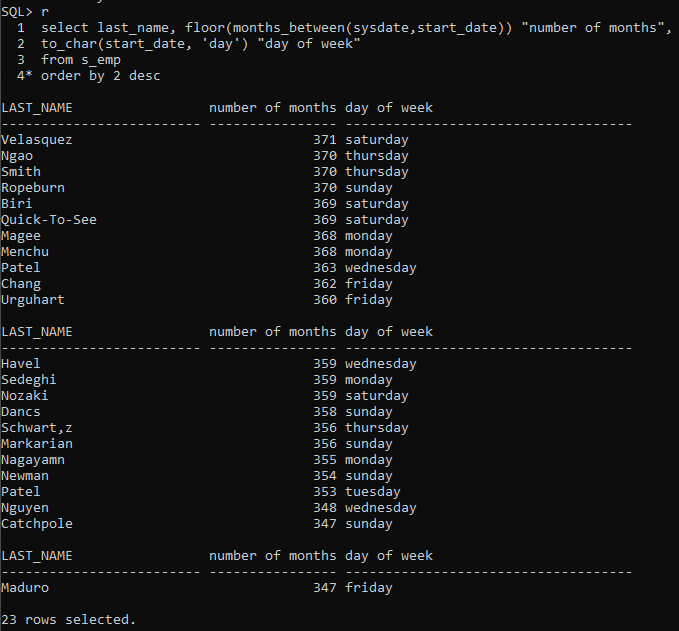 SQL> r
  1  select last_name, floor(months_between(sysdate,start_date)) "number of months",
  2  to_char(start_date, 'day') "day of week"
  3  from s_emp
  4* order by 2 desc

LAST_NAME                 number of months day of week
------------------------- ---------------- ------------------------------------
Velasquez                              371 saturday
Ngao                                   370 thursday
Smith                                  370 thursday
Ropeburn                               370 sunday
Biri                                   369 saturday
Quick-To-See                           369 saturday
Magee                                  368 monday
Menchu                                 368 monday
Patel                                  363 wednesday
Chang                                  362 friday
Urguhart                               360 friday

LAST_NAME                 number of months day of week
------------------------- ---------------- ------------------------------------
Havel                                  359 wednesday
Sedeghi                                359 monday
Nozaki                                 359 saturday
Dancs                                  358 sunday
Schwart,z                              356 thursday
Markarian                              356 sunday
Nagayamn                               355 monday
Newman                                 354 sunday
Patel                                  353 tuesday
Nguyen                                 348 wednesday
Catchpole                              347 sunday

LAST_NAME                 number of months day of week
------------------------- ---------------- ------------------------------------
Maduro                                 347 friday

23 rows selected.